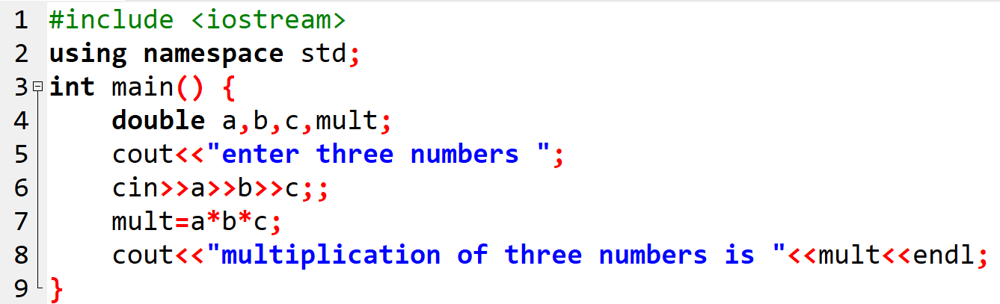 1 #include <iostream>
2 using namespace std;
3 int main() {
4 double a,b,c,mult;
5 cout<<"enter three numbers ";
6 cin>>a>>b>>c;;
7 mult=a*b*c;
8 cout<<"multiplication of three numbers is "<<mult<<endl;
9 }